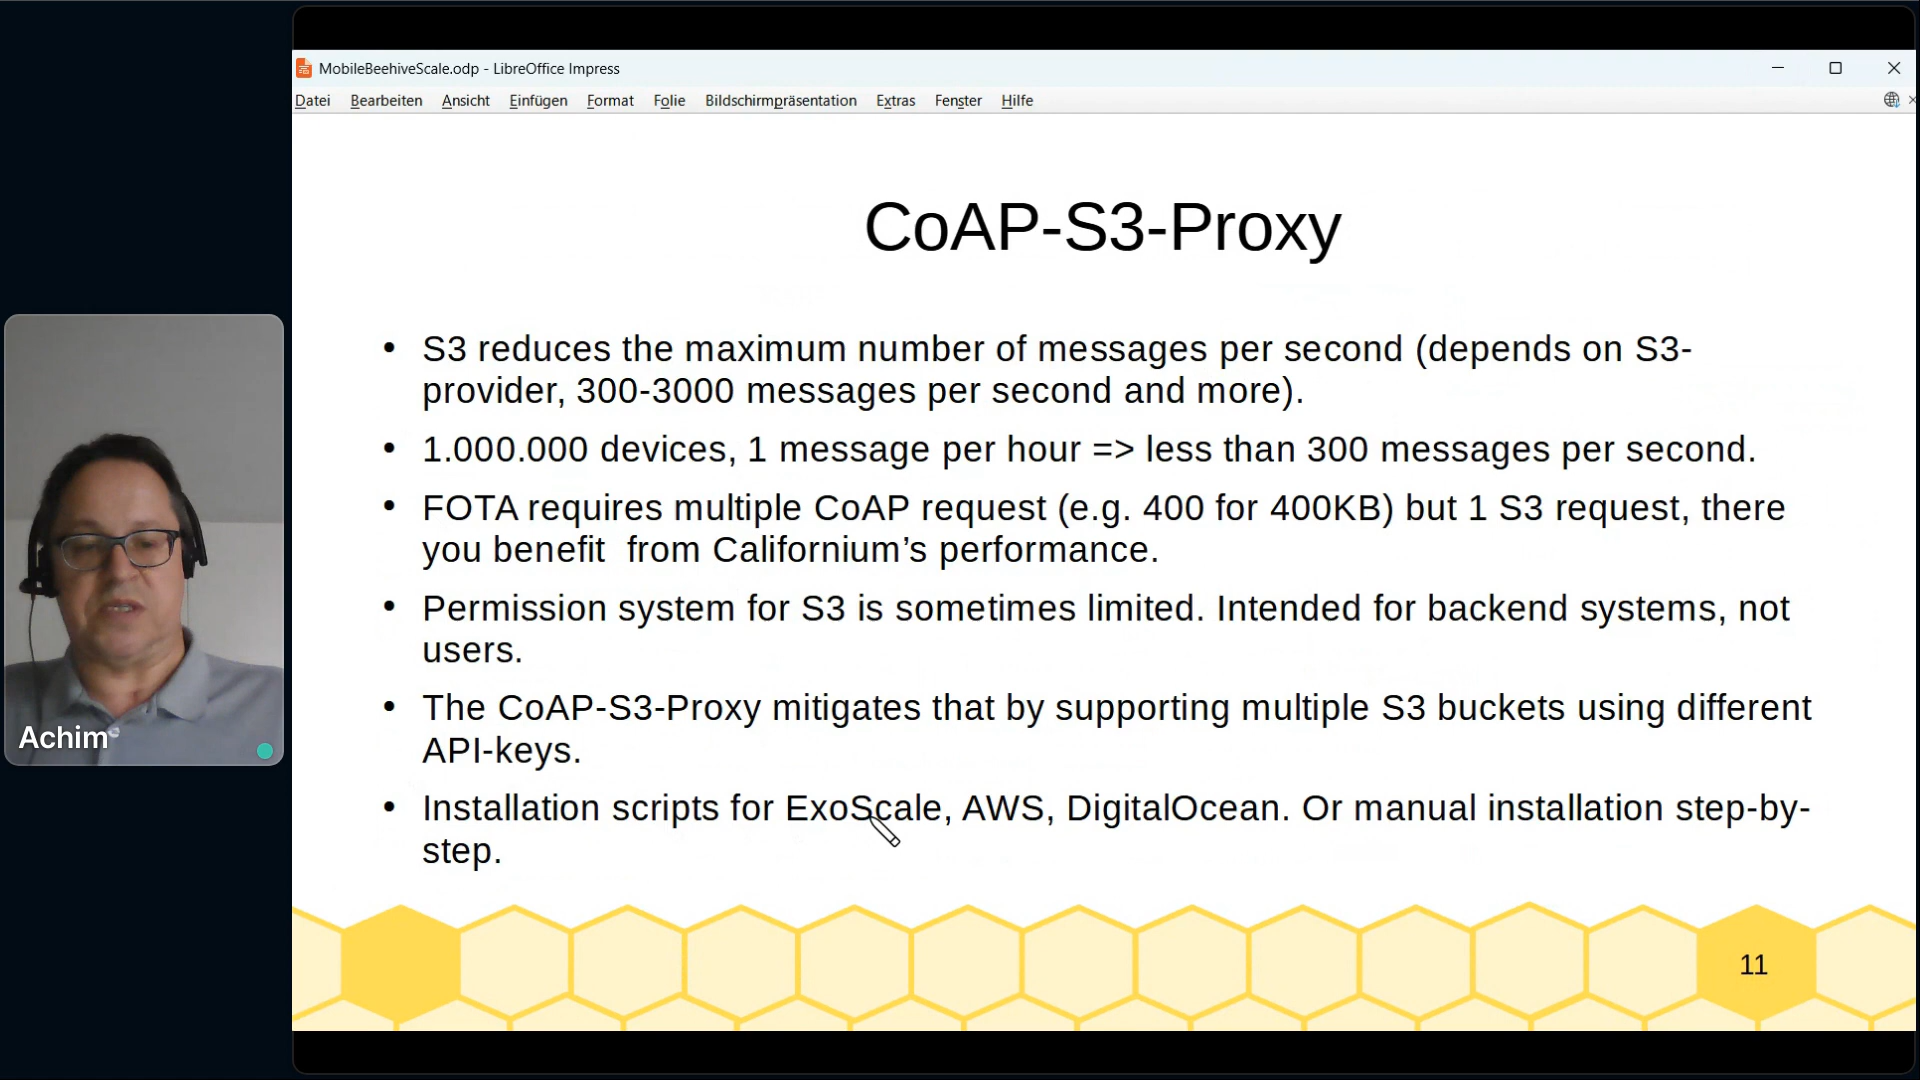 MobileBeehiveScale.odp - LibreOffice Impress
Datei Bearbeiten Ansicht Einfügen Format Folie Bildschirmpräsentation Extras Fenster Hilfe
CoAP-S3-Proxy
• S3 reduces the maximum number of messages per second (depends on S3-
provider, 300-3000 messages per second and more).
• 1.000.000 devices, 1 message per hour => less than 300 messages per second.
• FOTA requires multiple CoAP request (e.g. 400 for 400KB) but 1 S3 request, there
you benefit  from Californium’s performance.
• Permission system for S3 is sometimes limited. Intended for backend systems, not
users.
• The CoAP-S3-Proxy mitigates that by supporting multiple S3 buckets using different
API-keys.
• Installation scripts for ExoScale, AWS, DigitalOcean. Or manual installation step-by-
step.
Achim
11